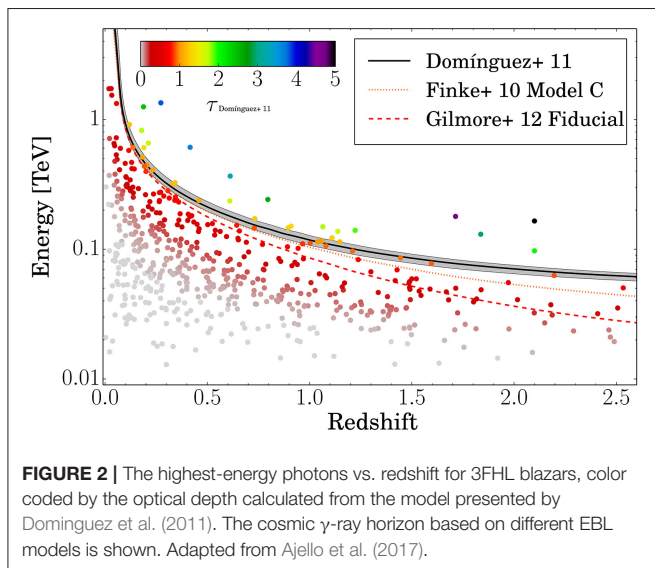 0 1 2 3 4 5
τ Domínguez+ 11
Domínguez+ 11
Finke+ 10 Model C
Gilmore+ 12 Fiducial
Energy [TeV]
1
0.1
0.01
0.0 0.5 1.0 1.5 2.0 2.5
Redshift
FIGURE 2 | The highest-energy photons vs. redshift for 3FHL blazars, color
coded by the optical depth calculated from the model presented by
Dominguez et al. (2011). The cosmic γ-ray horizon based on different EBL
models is shown. Adapted from Ajello et al. (2017).